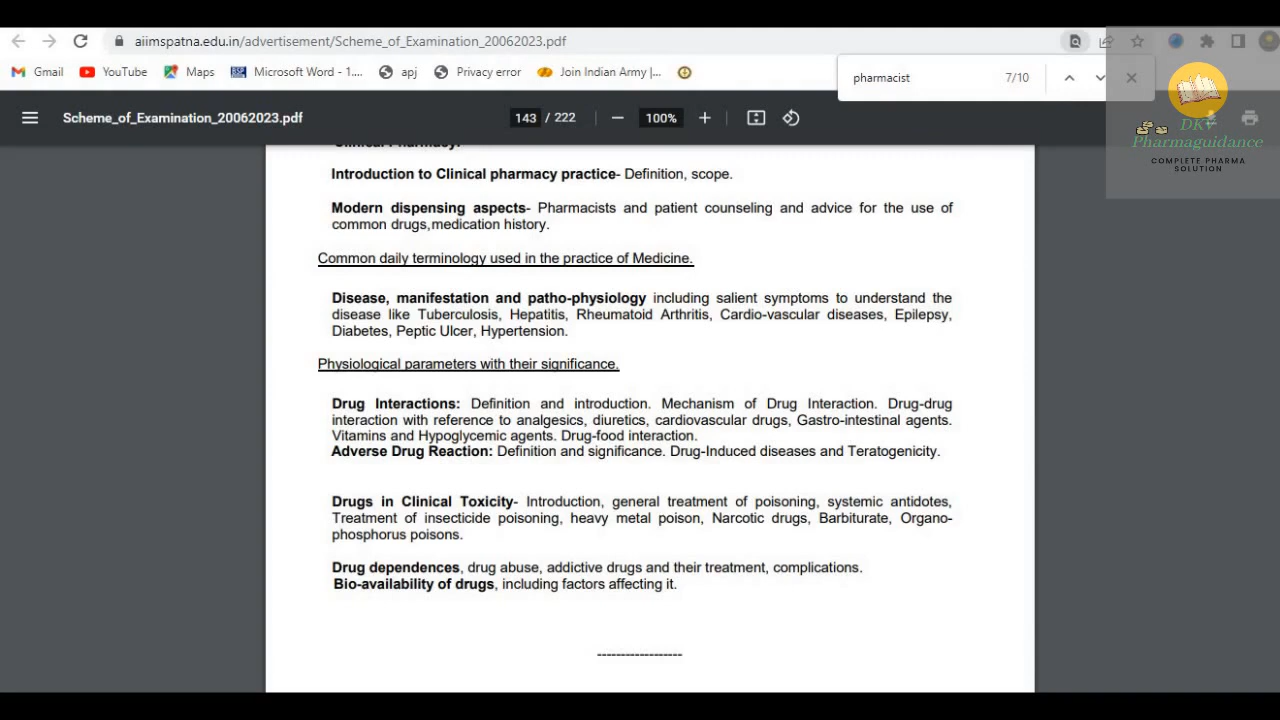 aiimspatna.edu.in/advertisement/Scheme_of_Examination_20062023.pdf
Gmail YouTube Maps Microsoft Word - 1.... apj Privacy error Join Indian Army |...
pharmacist 7/10
Scheme_of_Examination_20062023.pdf 143 / 222 100%
DKV
Pharmaguidance
COMPLETE PHARMA
SOLUTION
Clinical Pharmacy.
Introduction to Clinical pharmacy practice- Definition, scope.
Modern dispensing aspects- Pharmacists and patient counseling and advice for the use of
common drugs,medication history.
Common daily terminology used in the practice of Medicine.
Disease, manifestation and patho-physiology including salient symptoms to understand the
disease like Tuberculosis, Hepatitis, Rheumatoid Arthritis, Cardio-vascular diseases, Epilepsy,
Diabetes, Peptic Ulcer, Hypertension.
Physiological parameters with their significance.
Drug Interactions: Definition and introduction. Mechanism of Drug Interaction. Drug-drug
interaction with reference to analgesics, diuretics, cardiovascular drugs, Gastro-intestinal agents.
Vitamins and Hypoglycemic agents. Drug-food interaction.
Adverse Drug Reaction: Definition and significance. Drug-Induced diseases and Teratogenicity.
Drugs in Clinical Toxicity- Introduction, general treatment of poisoning, systemic antidotes,
Treatment of insecticide poisoning, heavy metal poison, Narcotic drugs, Barbiturate, Organo-
phosphorus poisons.
Drug dependences, drug abuse, addictive drugs and their treatment, complications.
Bio-availability of drugs, including factors affecting it.
------------------